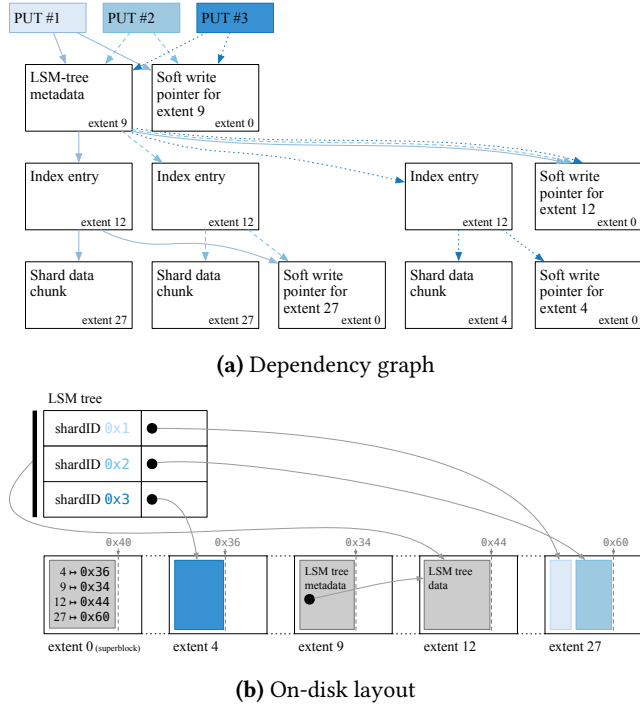 PUT #1
PUT #2
PUT #3
LSM-tree
metadata
extent 9
Soft write
pointer for
extent 9
extent 0
Index entry
extent 12
Index entry
extent 12
Index entry
extent 12
Soft write
pointer for
extent 12
extent 0
Shard data
chunk
extent 27
Shard data
chunk
extent 27
Soft write
pointer for
extent 27
extent 0
Shard data
chunk
extent 4
Soft write
pointer for
extent 4
extent 0
(a) Dependency graph
LSM tree
shardID 0x1
shardID 0x2
shardID 0x3
0x40
0x36
0x34
0x44
0x60
4 ↦ 0x36
9 ↦ 0x34
12 ↦ 0x44
27 ↦ 0x60
LSM tree
metadata
LSM tree
data
extent 0 (superblock)
extent 4
extent 9
extent 12
extent 27
(b) On-disk layout